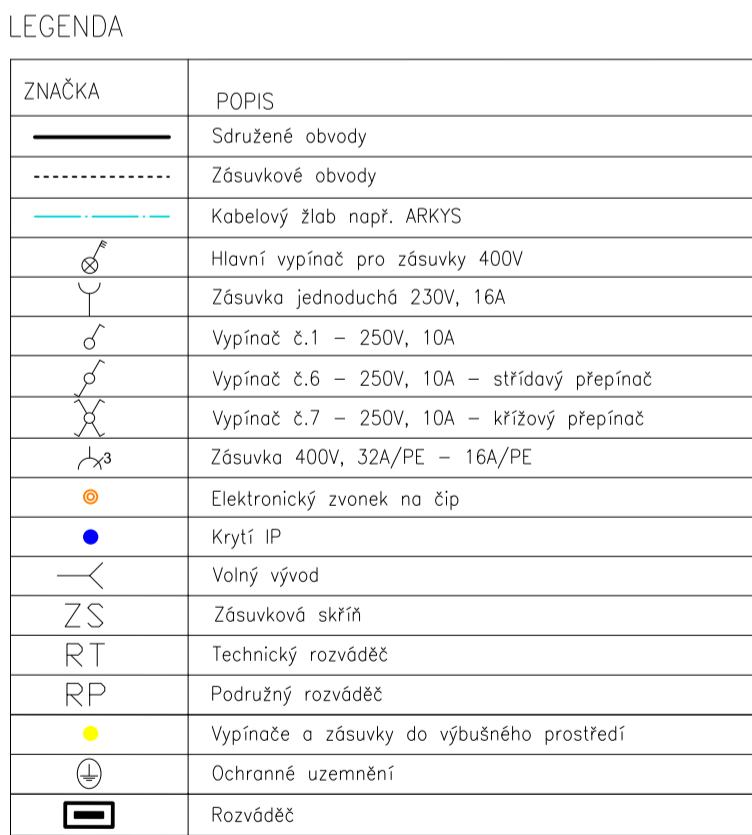 LEGENDA
ZNAČKA POPIS
Sdružené obvody
Zásuvkové obvody
Kabelový žlab např. ARKYS
Hlavní vypínač pro zásuvky 400V
Zásuvka jednoduchá 230V, 16A
Vypínač č.1 – 250V, 10A
Vypínač č.6 – 250V, 10A – střídavý přepínač
Vypínač č.7 – 250V, 10A – křížový přepínač
3 Zásuvka 400V, 32A/PE – 16A/PE
Elektronický zvonek na čip
Krytí IP
Volný vývod
ZS Zásuvková skříň
RT Technický rozváděč
RP Podružný rozváděč
Vypínače a zásuvky do výbušného prostředí
Ochranné uzemnění
Rozváděč